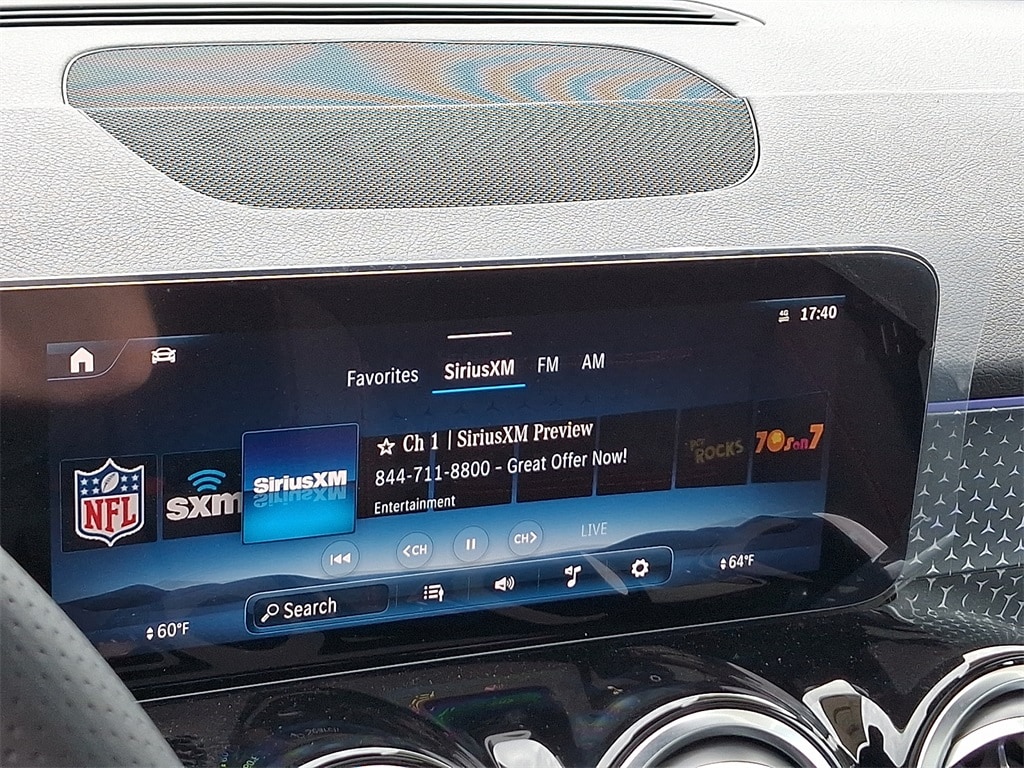 4G 17:40
Favorites SiriusXM FM AM
☆ Ch 1 | SiriusXM Preview
844-711-8800 - Great Offer Now!
Entertainment
NFL
sxm
SiriusXM
ROCKS
70s on 7
<CH
CH>
LIVE
Search
60°F
64°F